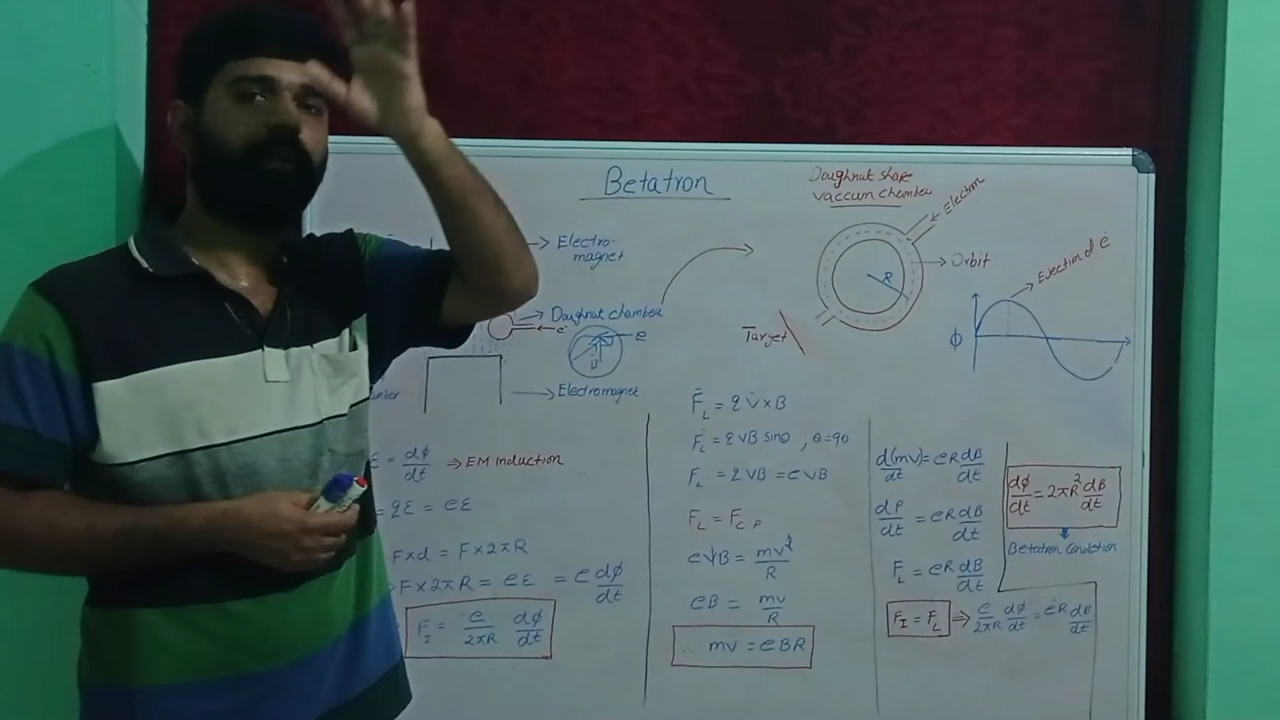 Betatron
Doughnut shape
vaccum chamber
Electron
→ Electro-
magnet
→ Orbit
R
Ejection of e
→ Doughnut chamber
← e
e
B
Target
ϕ
→ Electromagnet
ε = dϕ/dt ⇒ EM Induction
= qε = eε
F×d = F×2πR
F×2πR = eε = e dϕ/dt
F_I = e/2πR dϕ/dt
F_L = qV×B
F_L = qVB sinθ , θ=90
F_L = qVB = eVB
F_L = F_CP
eVB = mv²/R
eB = mv/R
mv = eBR
d(mv)/dt = eR dB/dt
dP/dt = eR dB/dt
F_L = eR dB/dt
F_I = F_L ⇒ e/2πR dϕ/dt = eR dB/dt
dϕ/dt = 2πR² dB/dt
Betatron Condition